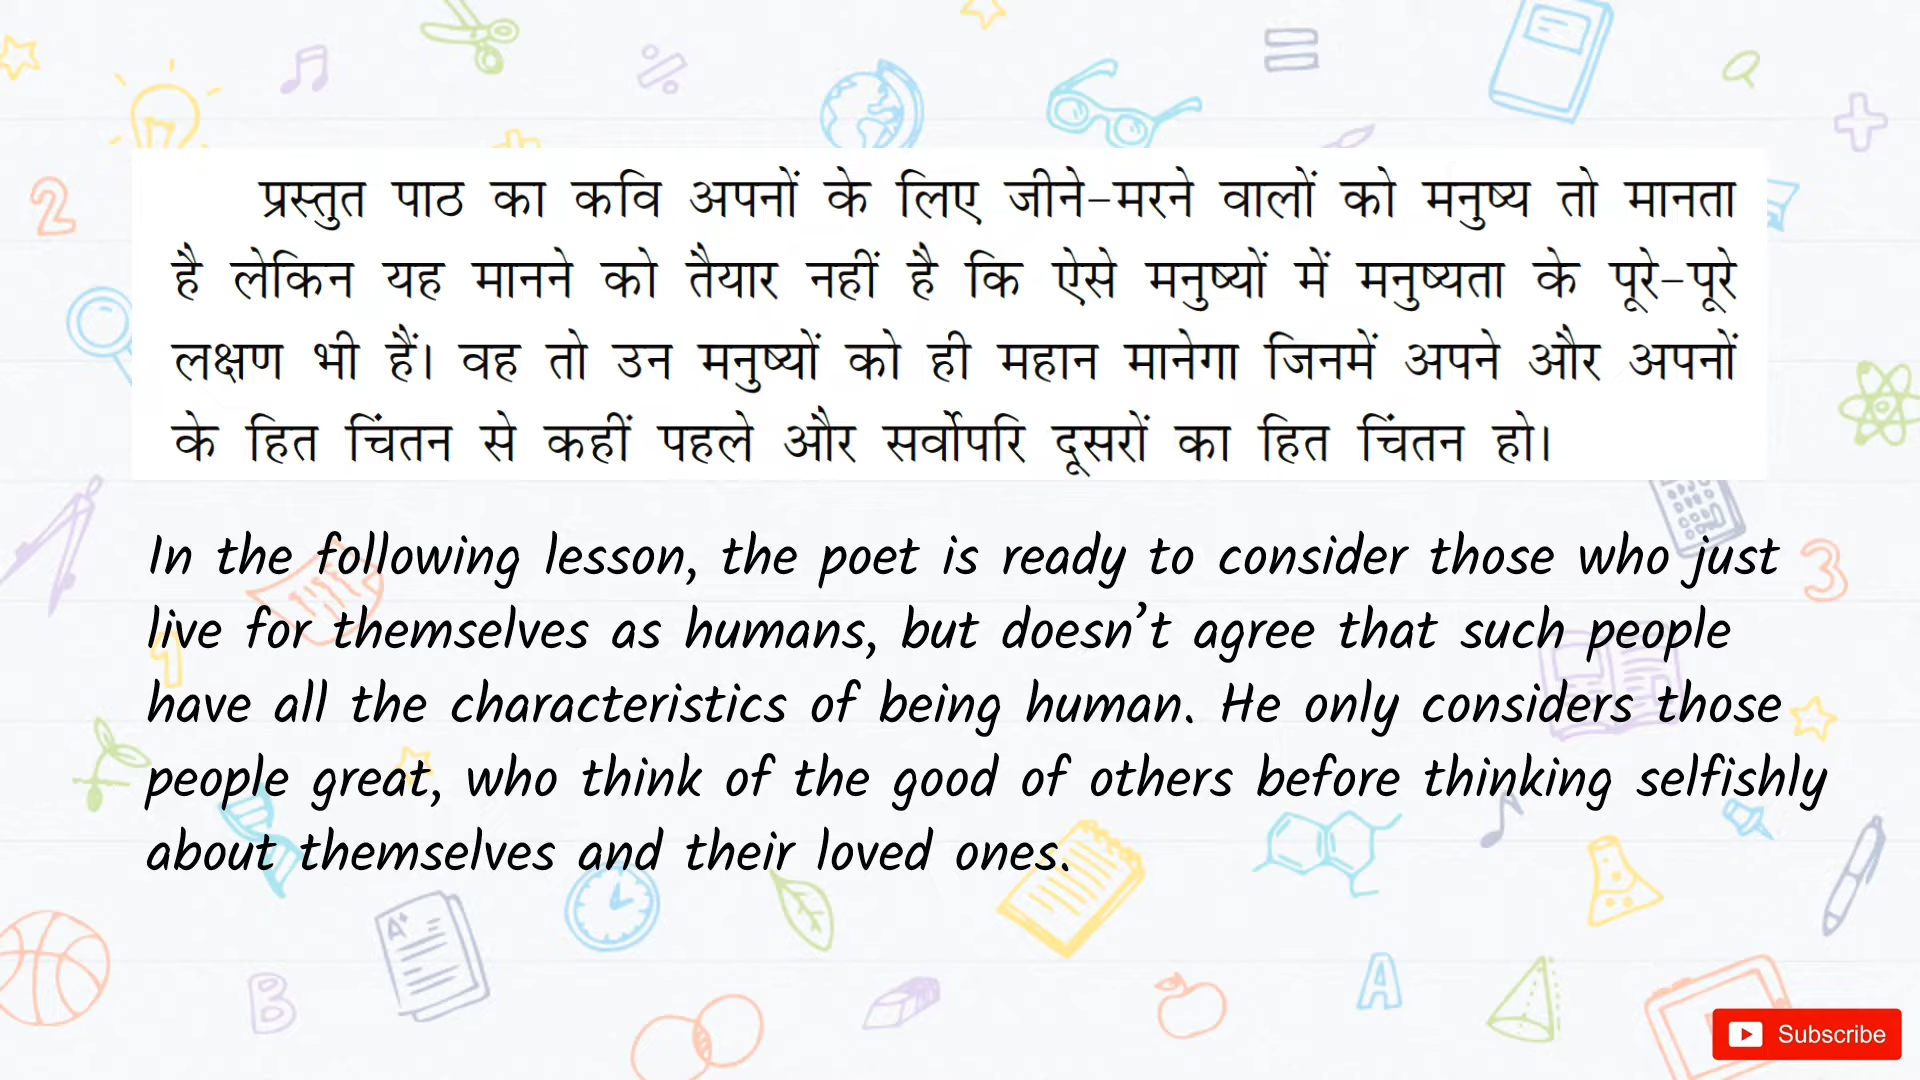 प्रस्तुत पाठ का कवि अपनों के लिए जीने-मरने वालों को मनुष्य तो मानता
है लेकिन यह मानने को तैयार नहीं है कि ऐसे मनुष्यों में मनुष्यता के पूरे-पूरे
लक्षण भी हैं। वह तो उन मनुष्यों को ही महान मानेगा जिनमें अपने और अपनों
के हित चिंतन से कहीं पहले और सर्वोपरि दूसरों का हित चिंतन हो।
In the following lesson, the poet is ready to consider those who just
live for themselves as humans, but doesn’t agree that such people
have all the characteristics of being human. He only considers those
people great, who think of the good of others before thinking selfishly
about themselves and their loved ones.
2
3
1
A+
B
A
Subscribe